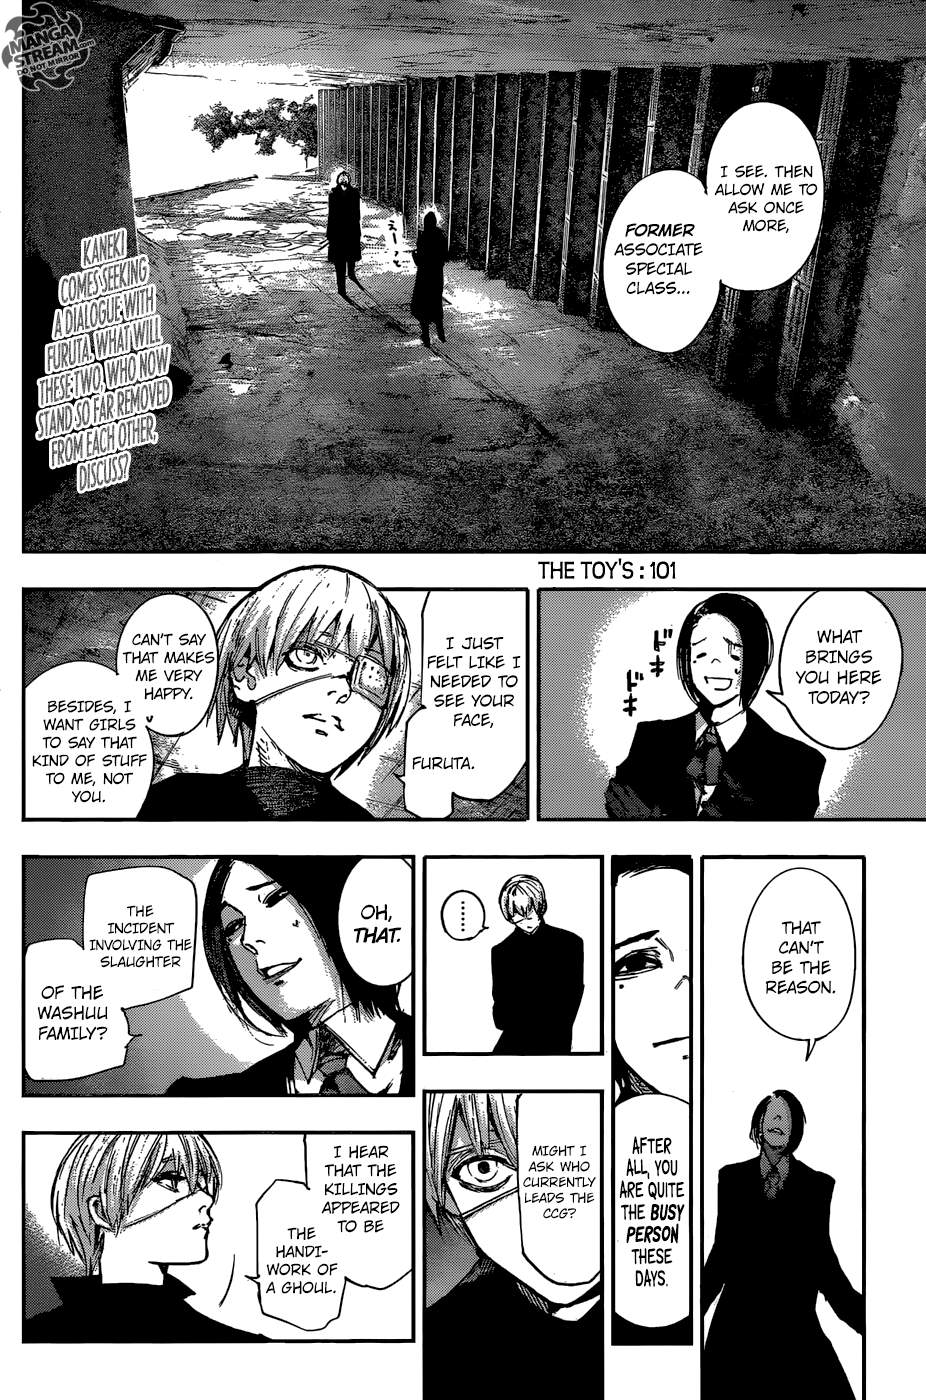 MANGA
STREAM.com
DO NOT MIRROR
I SEE. THEN
ALLOW ME TO
ASK ONCE
MORE,
FORMER
ASSOCIATE
SPECIAL
CLASS...
KANEKI
COMES SEEKING
A DIALOGUE WITH
FURUTA. WHAT WILL
THESE TWO, WHO NOW
STAND SO FAR REMOVED
FROM EACH OTHER,
DISCUSS?
THE TOY'S : 101
WHAT
BRINGS
YOU HERE
TODAY?
ドキ
ドキ
I JUST
FELT LIKE I
NEEDED TO
SEE YOUR
FACE,
FURUTA.
CAN'T SAY
THAT MAKES
ME VERY
HAPPY.
BESIDES, I
WANT GIRLS
TO SAY THAT
KIND OF STUFF
TO ME, NOT
YOU.
THAT
CAN'T
BE THE
REASON.
AFTER
ALL, YOU
ARE QUITE
THE BUSY
PERSON
THESE
DAYS.
......
MIGHT I
ASK WHO
CURRENTLY
LEADS THE
CCG?
OH,
THAT.
THE
INCIDENT
INVOLVING THE
SLAUGHTER
OF THE
WASHUU
FAMILY?
I HEAR
THAT THE
KILLINGS
APPEARED
TO BE
THE
HANDI-
WORK OF
A GHOUL.